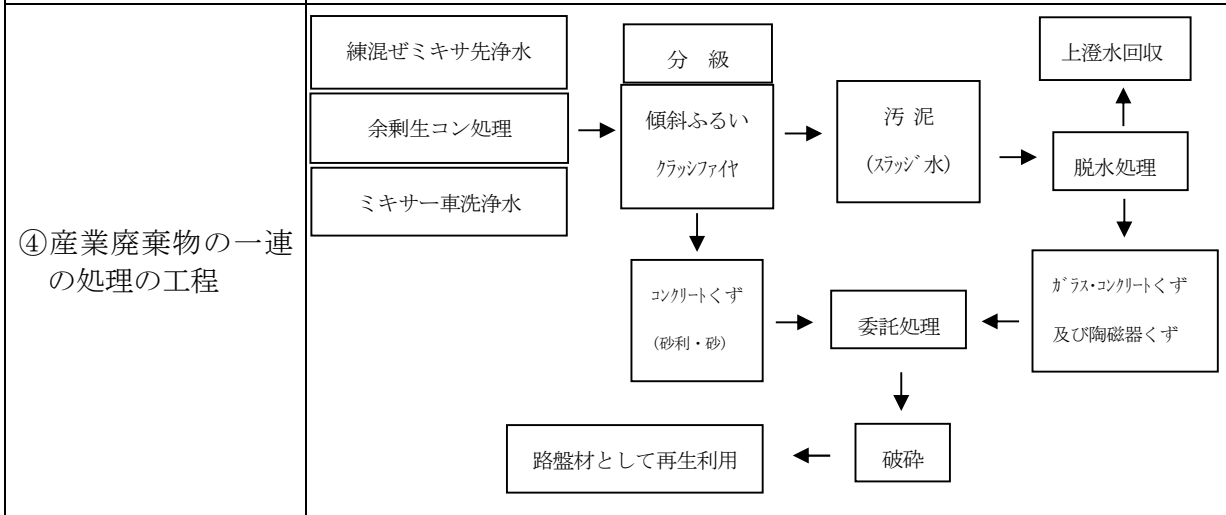 ④産業廃棄物の一連
の処理の工程
練混ぜミキサ先浄水
余剰生コン処理
ミキサー車洗浄水
分　級
傾斜ふるい
ｸﾗｯｼﾌｧｲﾔ
汚 泥
(ｽﾗｯｼﾞ水)
上澄水回収
脱水処理
ｺﾝｸﾘｰﾄくず
(砂利・砂)
委託処理
ｶﾞﾗｽ・ｺﾝｸﾘｰﾄくず
及び陶磁器くず
路盤材として再生利用
破砕